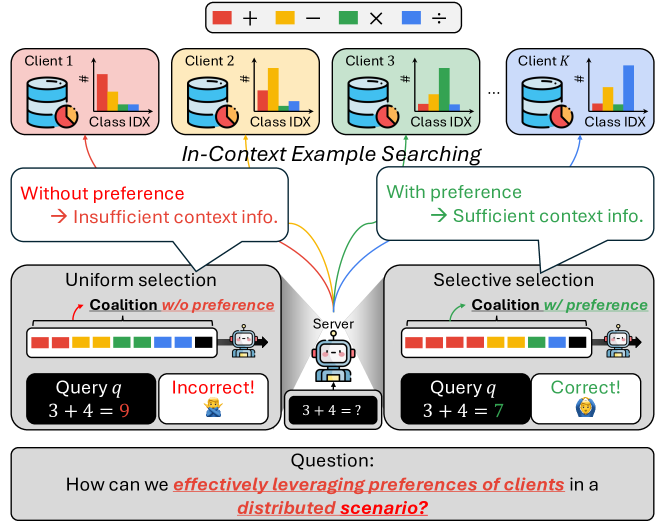 + − × ÷
Client 1
#
Class IDX
Client 2
#
Class IDX
Client 3
#
Class IDX
...
Client K
#
Class IDX
In-Context Example Searching
Without preference
→ Insufficient context info.
With preference
→ Sufficient context info.
Uniform selection
Coalition w/o preference
Query q
3 + 4 = 9
Incorrect!
Server
3 + 4 = ?
Selective selection
Coalition w/ preference
Query q
3 + 4 = 7
Correct!
Question:
How can we effectively leveraging preferences of clients in a
distributed scenario?